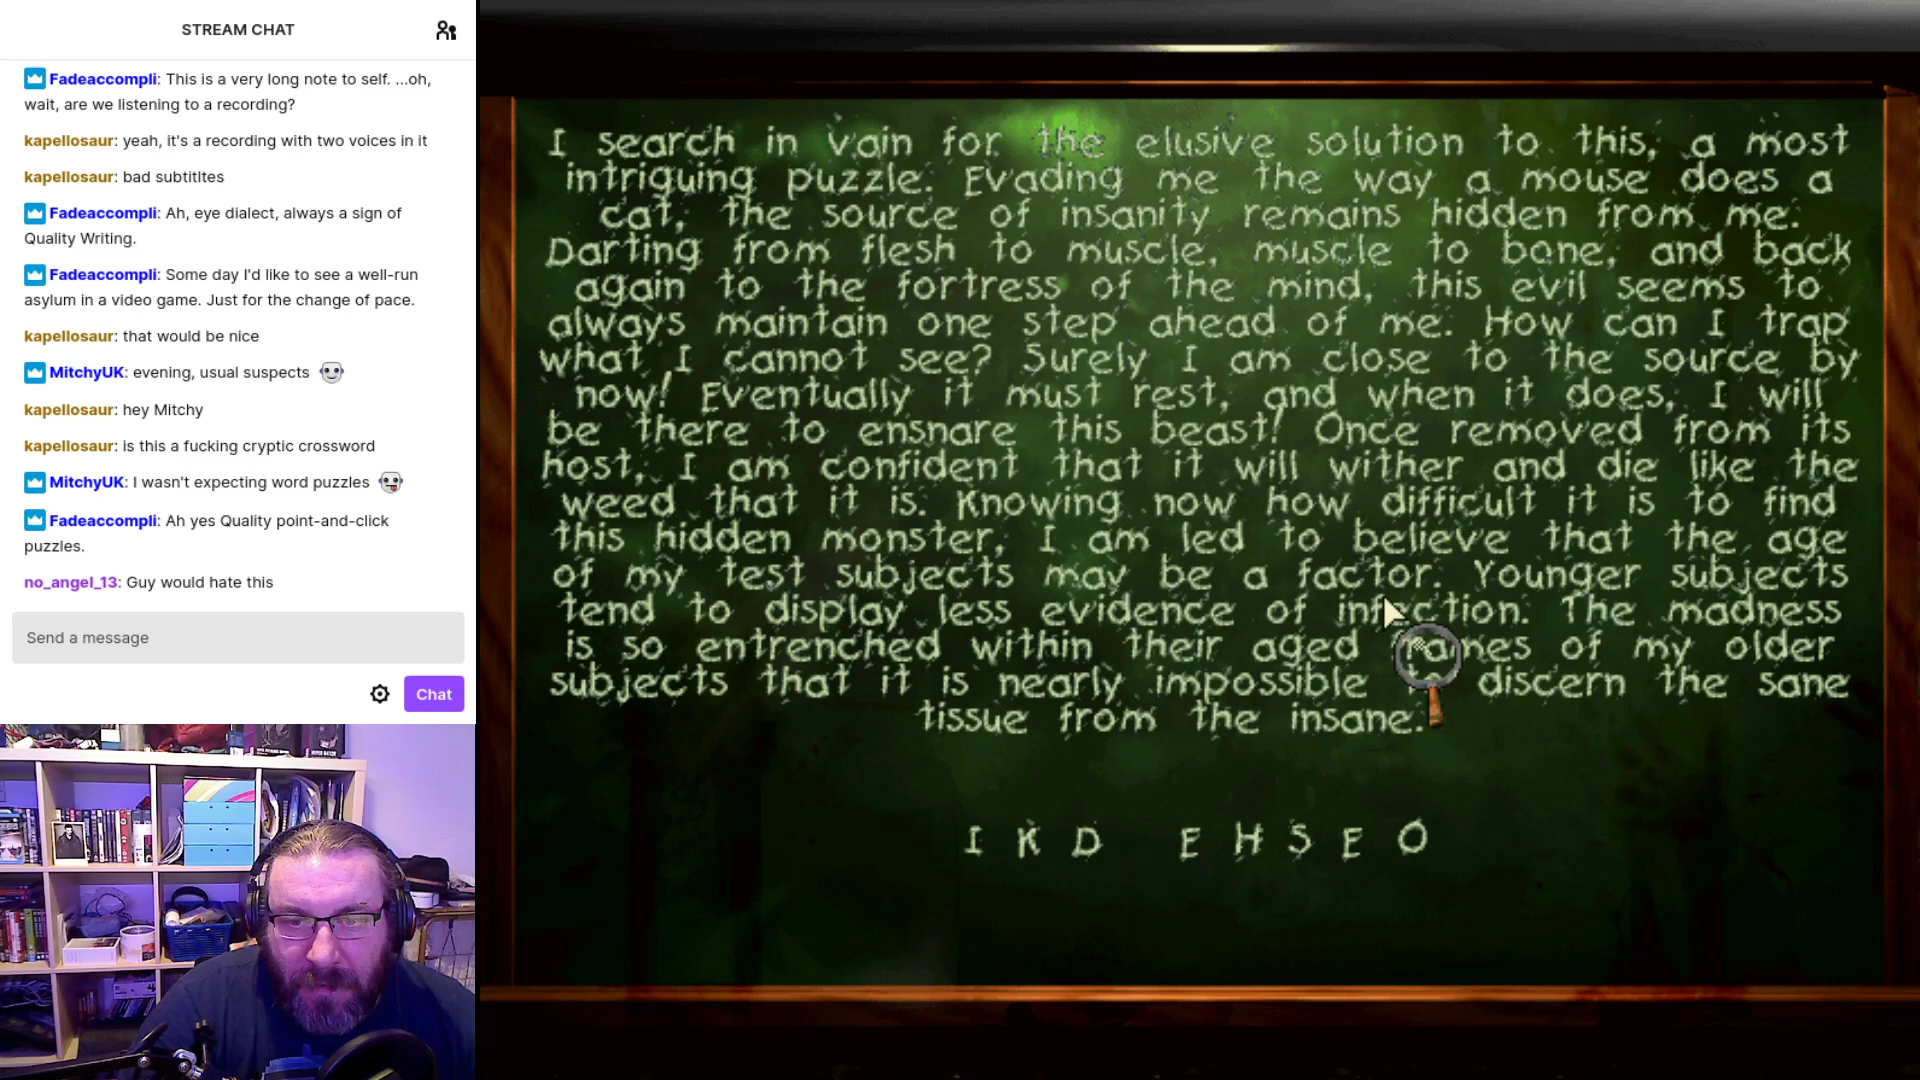 STREAM CHAT
Fadeaccompli: This is a very long note to self. ...oh,
wait, are we listening to a recording?
kapellosaur: yeah, it's a recording with two voices in it
kapellosaur: bad subtitltes
Fadeaccompli: Ah, eye dialect, always a sign of
Quality Writing.
Fadeaccompli: Some day I'd like to see a well-run
asylum in a video game. Just for the change of pace.
kapellosaur: that would be nice
MitchyUK: evening, usual suspects
kapellosaur: hey Mitchy
kapellosaur: is this a fucking cryptic crossword
MitchyUK: I wasn't expecting word puzzles
Fadeaccompli: Ah yes Quality point-and-click
puzzles.
no_angel_13: Guy would hate this
Send a message
Chat
I search in vain for the elusive solution to this, a most
intriguing puzzle. Evading me the way a mouse does a
cat, the source of insanity remains hidden from me.
Darting from flesh to muscle, muscle to bone, and back
again to the fortress of the mind, this evil seems to
always maintain one step ahead of me. How can I trap
what I cannot see? Surely I am close to the source by
now! Eventually it must rest, and when it does, I will
be there to ensnare this beast! Once removed from its
host, I am confident that it will wither and die like the
weed that it is. Knowing now how difficult it is to find
this hidden monster, I am led to believe that the age
of my test subjects may be a factor. Younger subjects
tend to display less evidence of infection. The madness
is so entrenched within their aged frames of my older
subjects that it is nearly impossible discern the sane
tissue from the insane.
I K D E H S E O